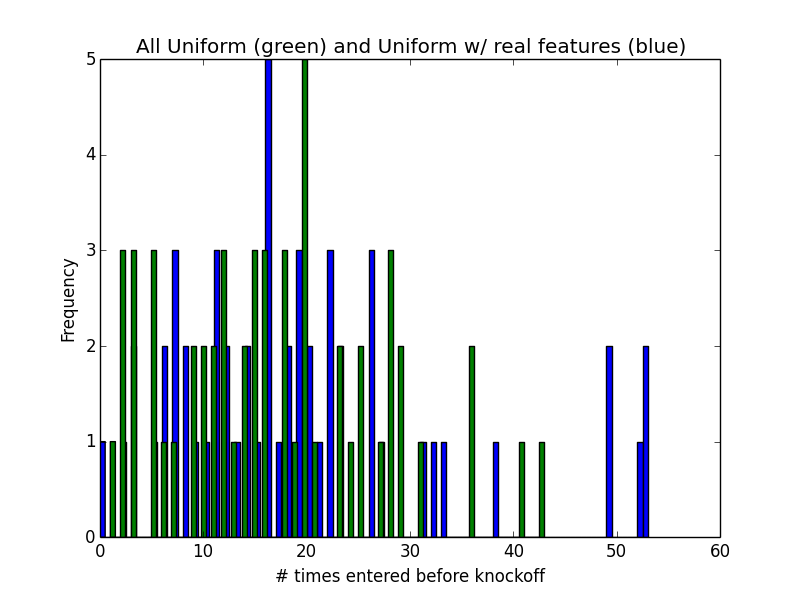 All Uniform (green) and Uniform w/ real features (blue)
5
4
3
2
1
0
Frequency
0 10 20 30 40 50 60
# times entered before knockoff